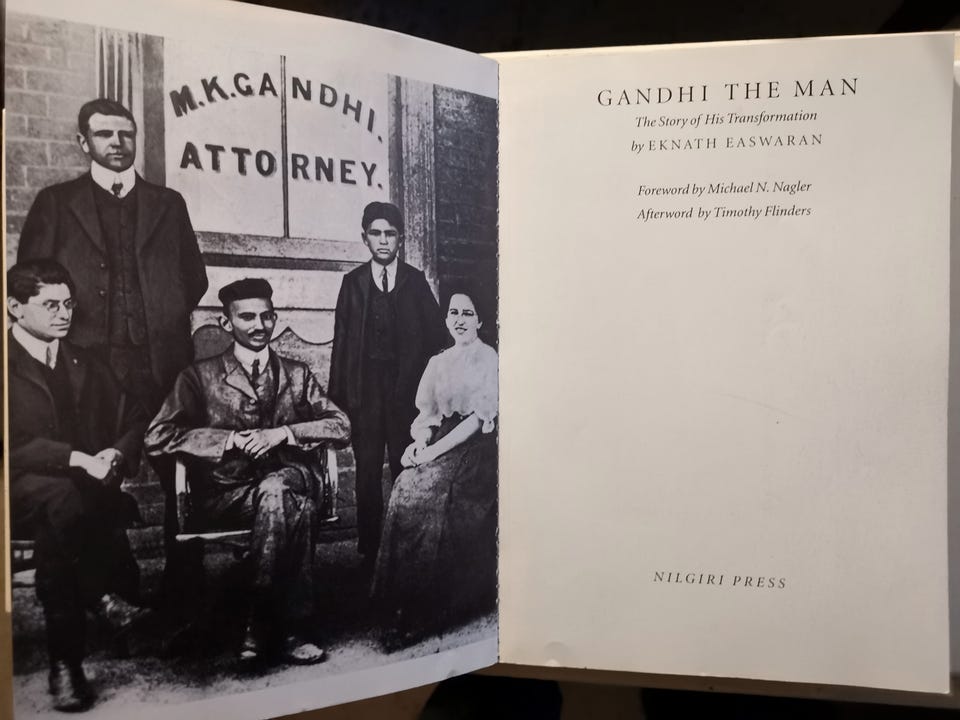 M.K.GANDHI.
ATTORNEY.
GANDHI THE MAN
The Story of His Transformation
by EKNATH EASWARAN
Foreword by Michael N. Nagler
Afterword by Timothy Flinders
NILGIRI PRESS